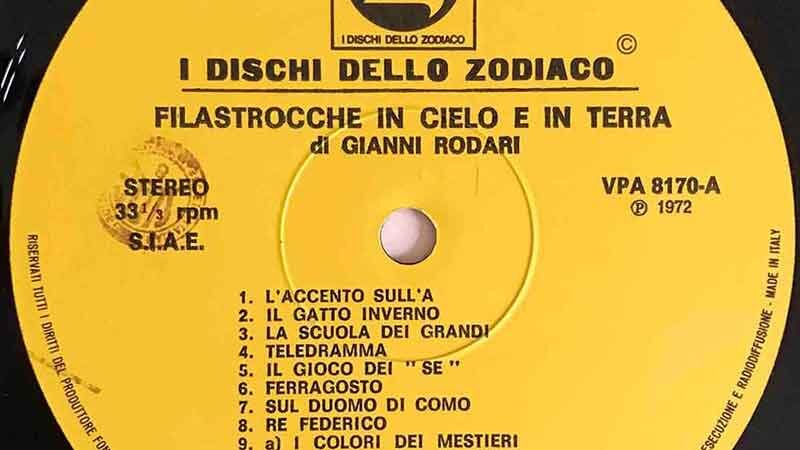 I DISCHI DELLO ZODIACO
©
I DISCHI DELLO ZODIACO
FILASTROCCHE IN CIELO E IN TERRA
di GIANNI RODARI
STEREO
33 1/3 rpm
S.I.A.E.
VPA 8170-A
℗ 1972
1. L'ACCENTO SULL'A
2. IL GATTO INVERNO
3. LA SCUOLA DEI GRANDI
4. TELEDRAMMA
5. IL GIOCO DEI "SE"
6. FERRAGOSTO
7. SUL DUOMO DI COMO
8. RE FEDERICO
9. a) I COLORI DEI MESTIERI
RISERVATI TUTTI I DIRITTI DEL PRODUTTORE
ESECUZIONE E RADIODIFFUSIONE - MADE IN ITALY